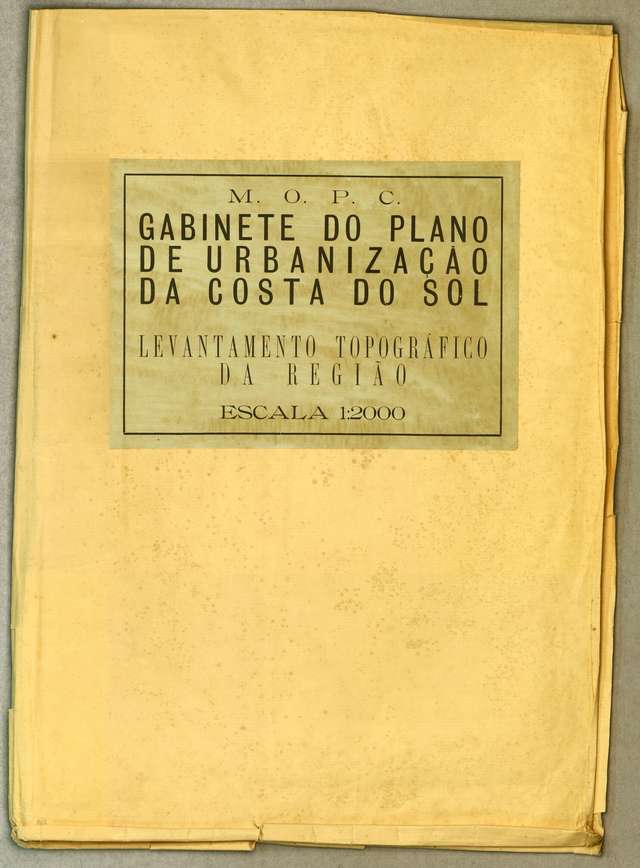 M. O. P. C.
GABINETE DO PLANO
DE URBANIZAÇÃO
DA COSTA DO SOL
LEVANTAMENTO TOPOGRÁFICO
DA REGIÃO
ESCALA 1:2000